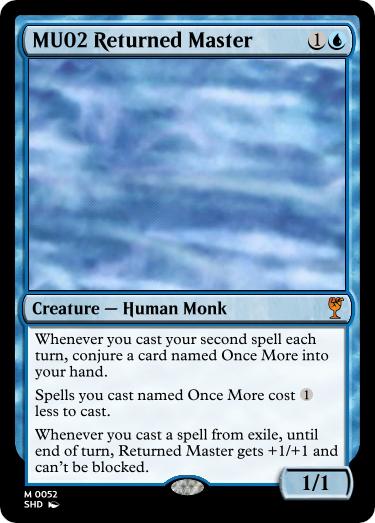 MU02 Returned Master 1
Creature — Human Monk
Whenever you cast your second spell each
turn, conjure a card named Once More into
your hand.
Spells you cast named Once More cost 1
less to cast.
Whenever you cast a spell from exile, until
end of turn, Returned Master gets +1/+1 and
can't be blocked.
1/1
M 0052
SHD